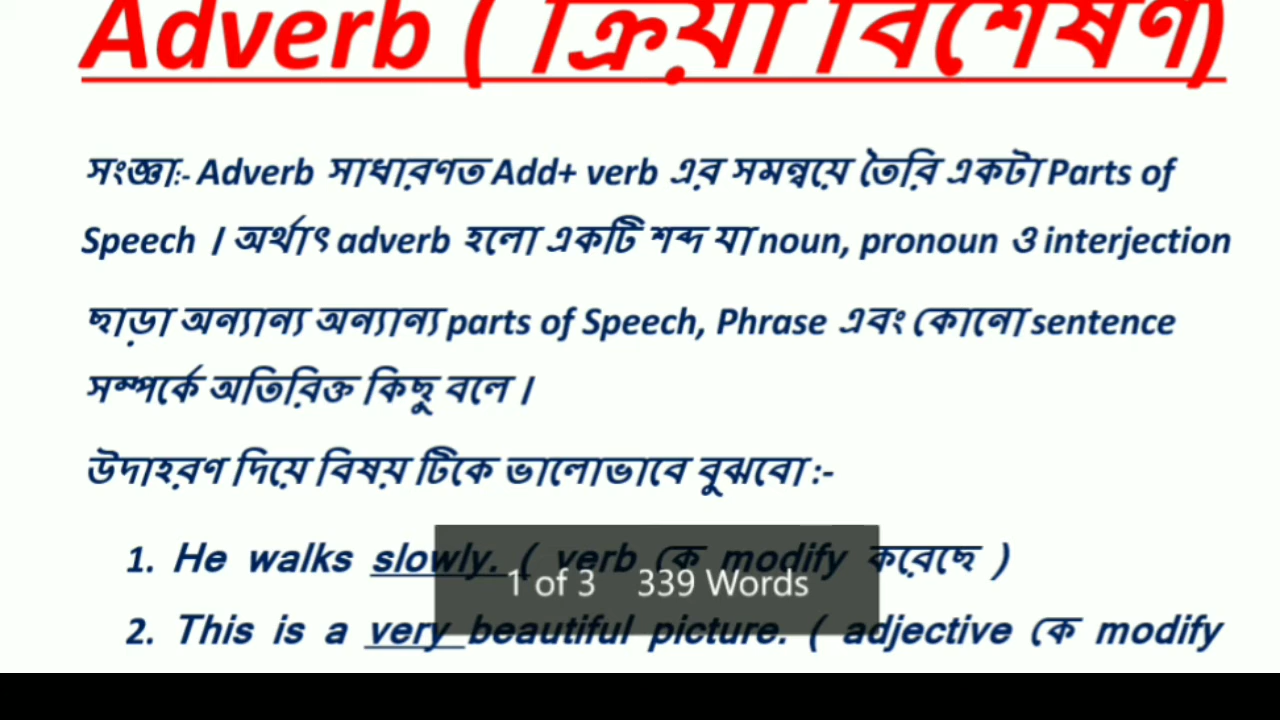 Adverb ( ক্রিয়া বিশেষণ)
সংজ্ঞা:- Adverb সাধারণত Add+ verb এর সমন্বয়ে তৈরি একটা Parts of
Speech । অর্থাৎ adverb হলো একটি শব্দ যা noun, pronoun ও interjection
ছাড়া অন্যান্য অন্যান্য parts of Speech, Phrase এবং কোনো sentence
সম্পর্কে অতিরিক্ত কিছু বলে ।
উদাহরণ দিয়ে বিষয় টিকে ভালোভাবে বুঝবো :-
1. He walks slowly. ( verb কে modify করেছে )
1 of 3 339 Words
2. This is a very beautiful picture. ( adjective কে modify